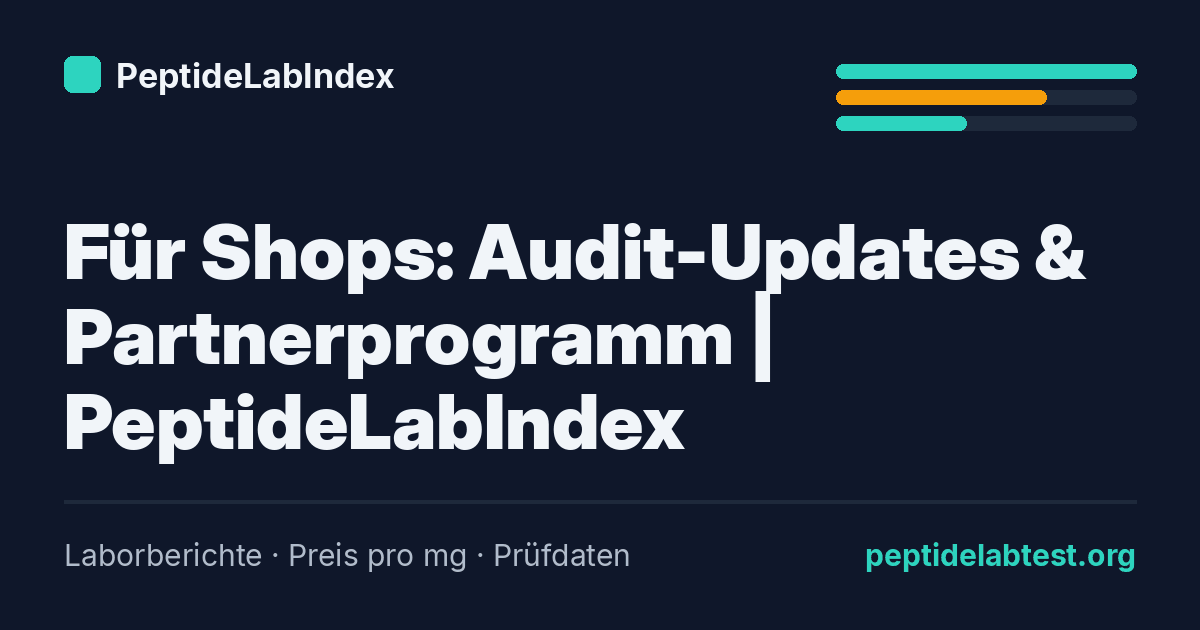 PeptideLabIndex
Für Shops: Audit-Updates &
Partnerprogramm |
PeptideLabIndex
Laborberichte · Preis pro mg · Prüfdaten
peptidelabtest.org